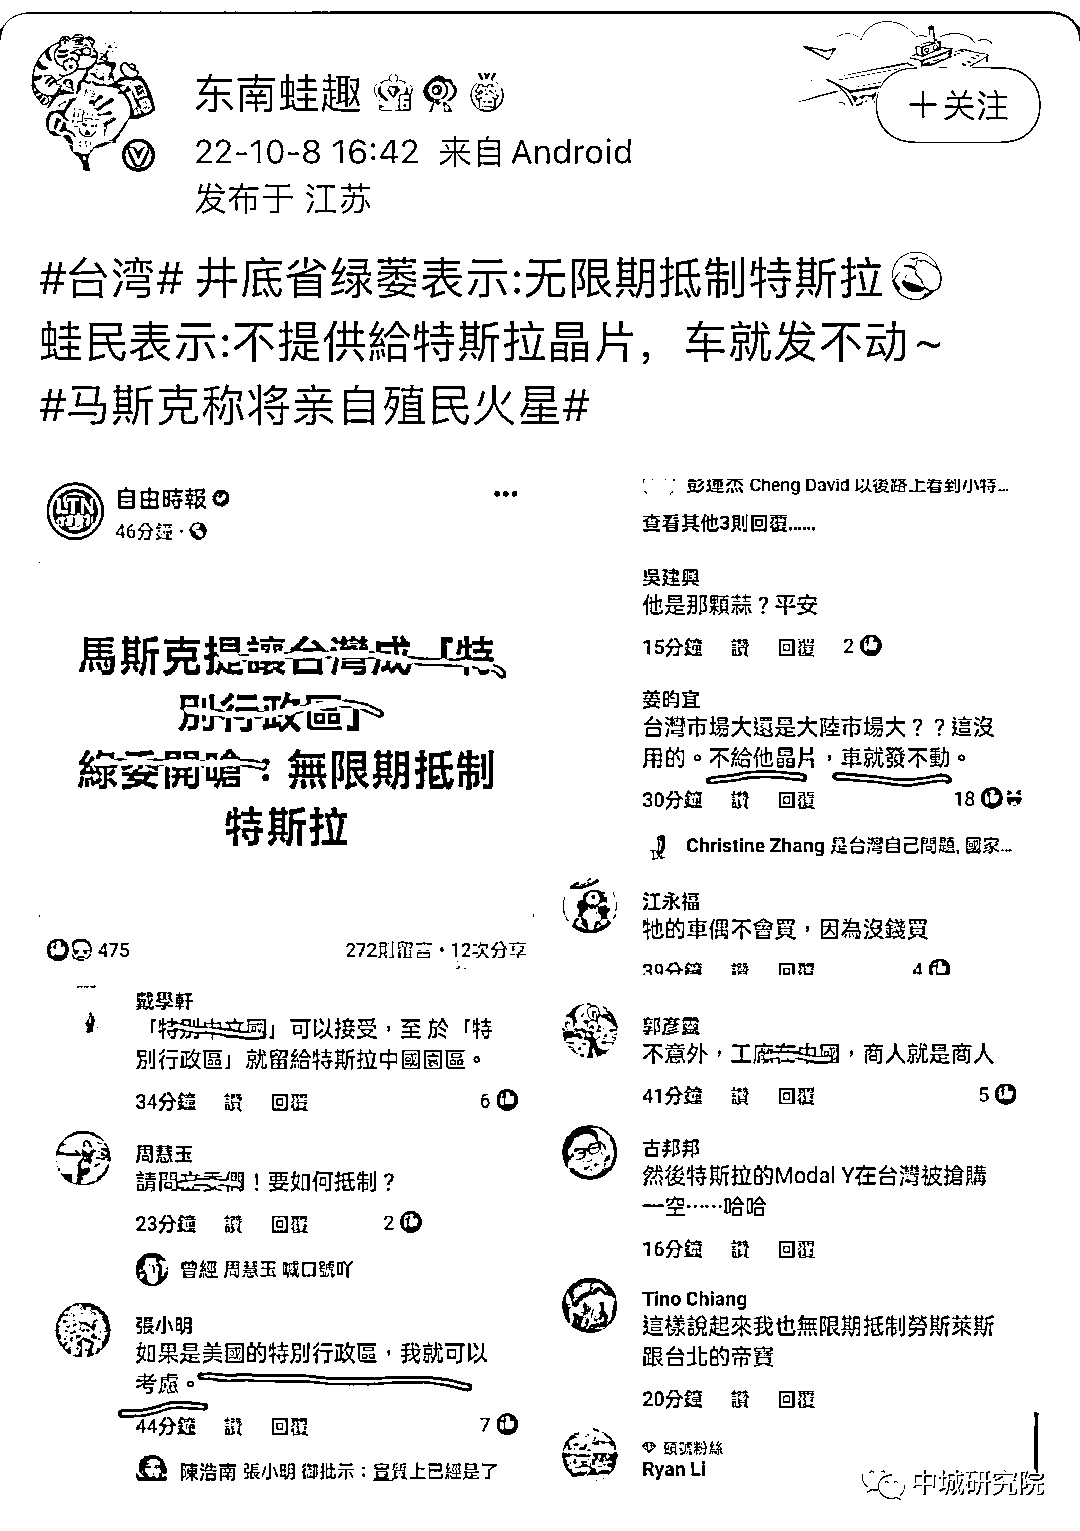 东南蛙趣
+关注
22-10-8 16:42 来自 Android
发布于 江苏
#台湾# 井底省绿萎表示:无限期抵制特斯拉
蛙民表示:不提供給特斯拉晶片，车就发不动~
#马斯克称将亲自殖民火星#
自由時報
46分鐘
馬斯克提讓台灣成「特
別行政區」
綠委開嗆：無限期抵制
特斯拉
475
272則留言·12次分享
戴學軒
「特別中立國」可以接受，至於「特
別行政區」就留給特斯拉中國園區。
34分鐘 讚 回覆 6
周慧玉
請問立委們！要如何抵制？
23分鐘 讚 回覆 2
曾經 周慧玉 喊口號吖
張小明
如果是美國的特別行政區，我就可以
考慮。
44分鐘 讚 回覆 7
陳浩南 張小明 御批示：實質上已經是了
彭運杰 Cheng David 以後路上看到小特...
查看其他3則回覆......
吳建興
他是那顆蒜？平安
15分鐘 讚 回覆 2
姜昀宜
台灣市場大還是大陸市場大？？這沒
用的。不給他晶片，車就發不動。
30分鐘 讚 回覆 18
Christine Zhang 是台灣自己問題, 國家...
江永福
牠的車偶不會買，因為沒錢買
39分鐘 讚 回覆 4
郭彦霞
不意外，工廠在中國，商人就是商人
41分鐘 讚 回覆 5
古邦邦
然後特斯拉的Modal Y在台灣被搶購
一空……哈哈
16分鐘 讚 回覆
Tino Chiang
這樣說起來我也無限期抵制勞斯萊斯
跟台北的帝寶
20分鐘 讚 回覆
頭號粉絲
Ryan Li
中城研究院